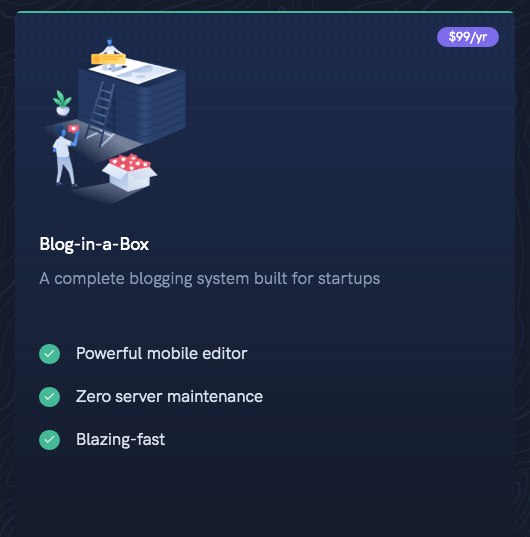 $99/yr
Blog-in-a-Box
A complete blogging system built for startups
Powerful mobile editor
Zero server maintenance
Blazing-fast